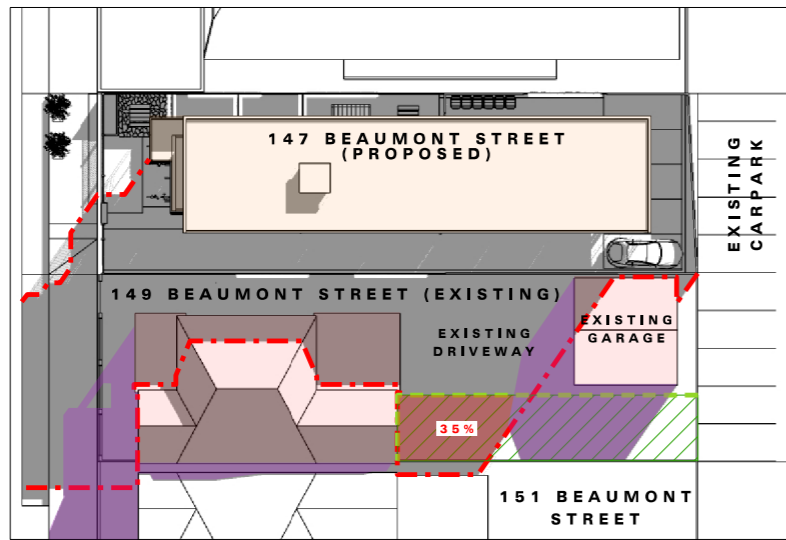 147 BEAUMONT STREET
(PROPOSED)
EXISTING
CARPARK
149 BEAUMONT STREET (EXISTING)
EXISTING
DRIVEWAY
EXISTING
GARAGE
35%
151 BEAUMONT
STREET